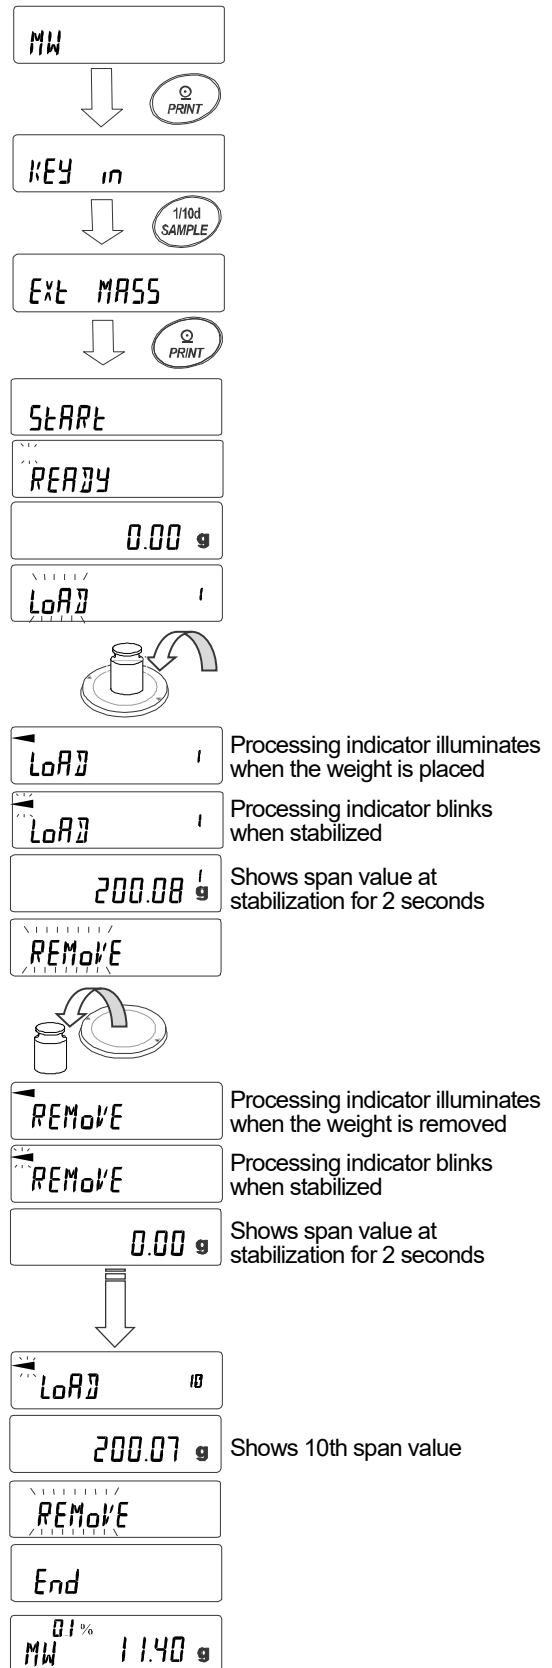 MW
PRINT
KEY in
1/10d
SAMPLE
Ext MASS
PRINT
StARt
READY
0.00 g
LoAD 1
LoAD 1
Processing indicator illuminates
when the weight is placed
LoAD 1
Processing indicator blinks
when stabilized
200.08 g 1
Shows span value at
stabilization for 2 seconds
REMoVE
REMoVE
Processing indicator illuminates
when the weight is removed
REMoVE
Processing indicator blinks
when stabilized
0.00 g
Shows span value at
stabilization for 2 seconds
LoAD 10
200.07 g
Shows 10th span value
REMoVE
End
0.1 %
MW 11.40 g